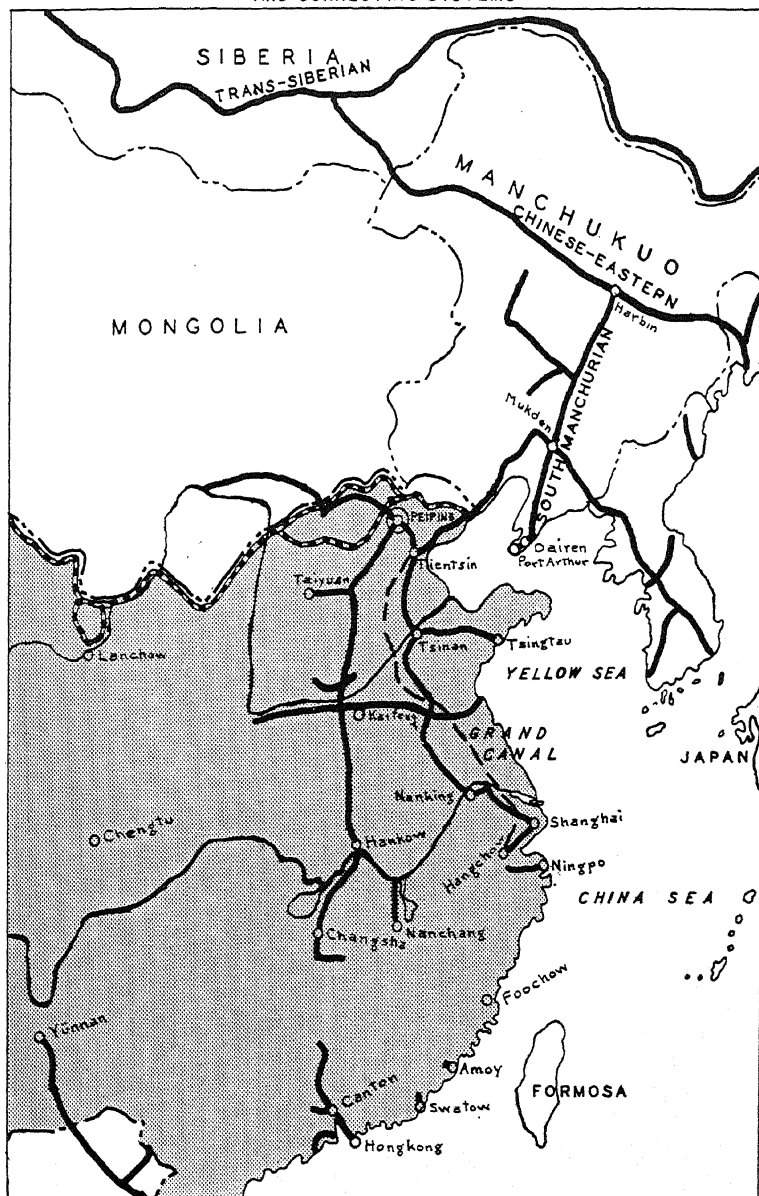 SIBERIA
TRANS-SIBERIAN
MANCHUKUO
CHINESE-EASTERN
Harbin
MONGOLIA
SOUTH MANCHURIAN
Mukden
PEIPING
Tientsin
Dairen
Port Arthur
Taiyuan
Tsinan
Tsingtau
Lanchow
YELLOW SEA
Kaifeng
GRAND
CANAL
JAPAN
Nanking
Shanghai
Chengtu
Hankow
Hangchow
Ningpo
CHINA SEA
Changsha
Nanchang
Foochow
Yünnan
Amoy
FORMOSA
Canton
Swatow
Hongkong